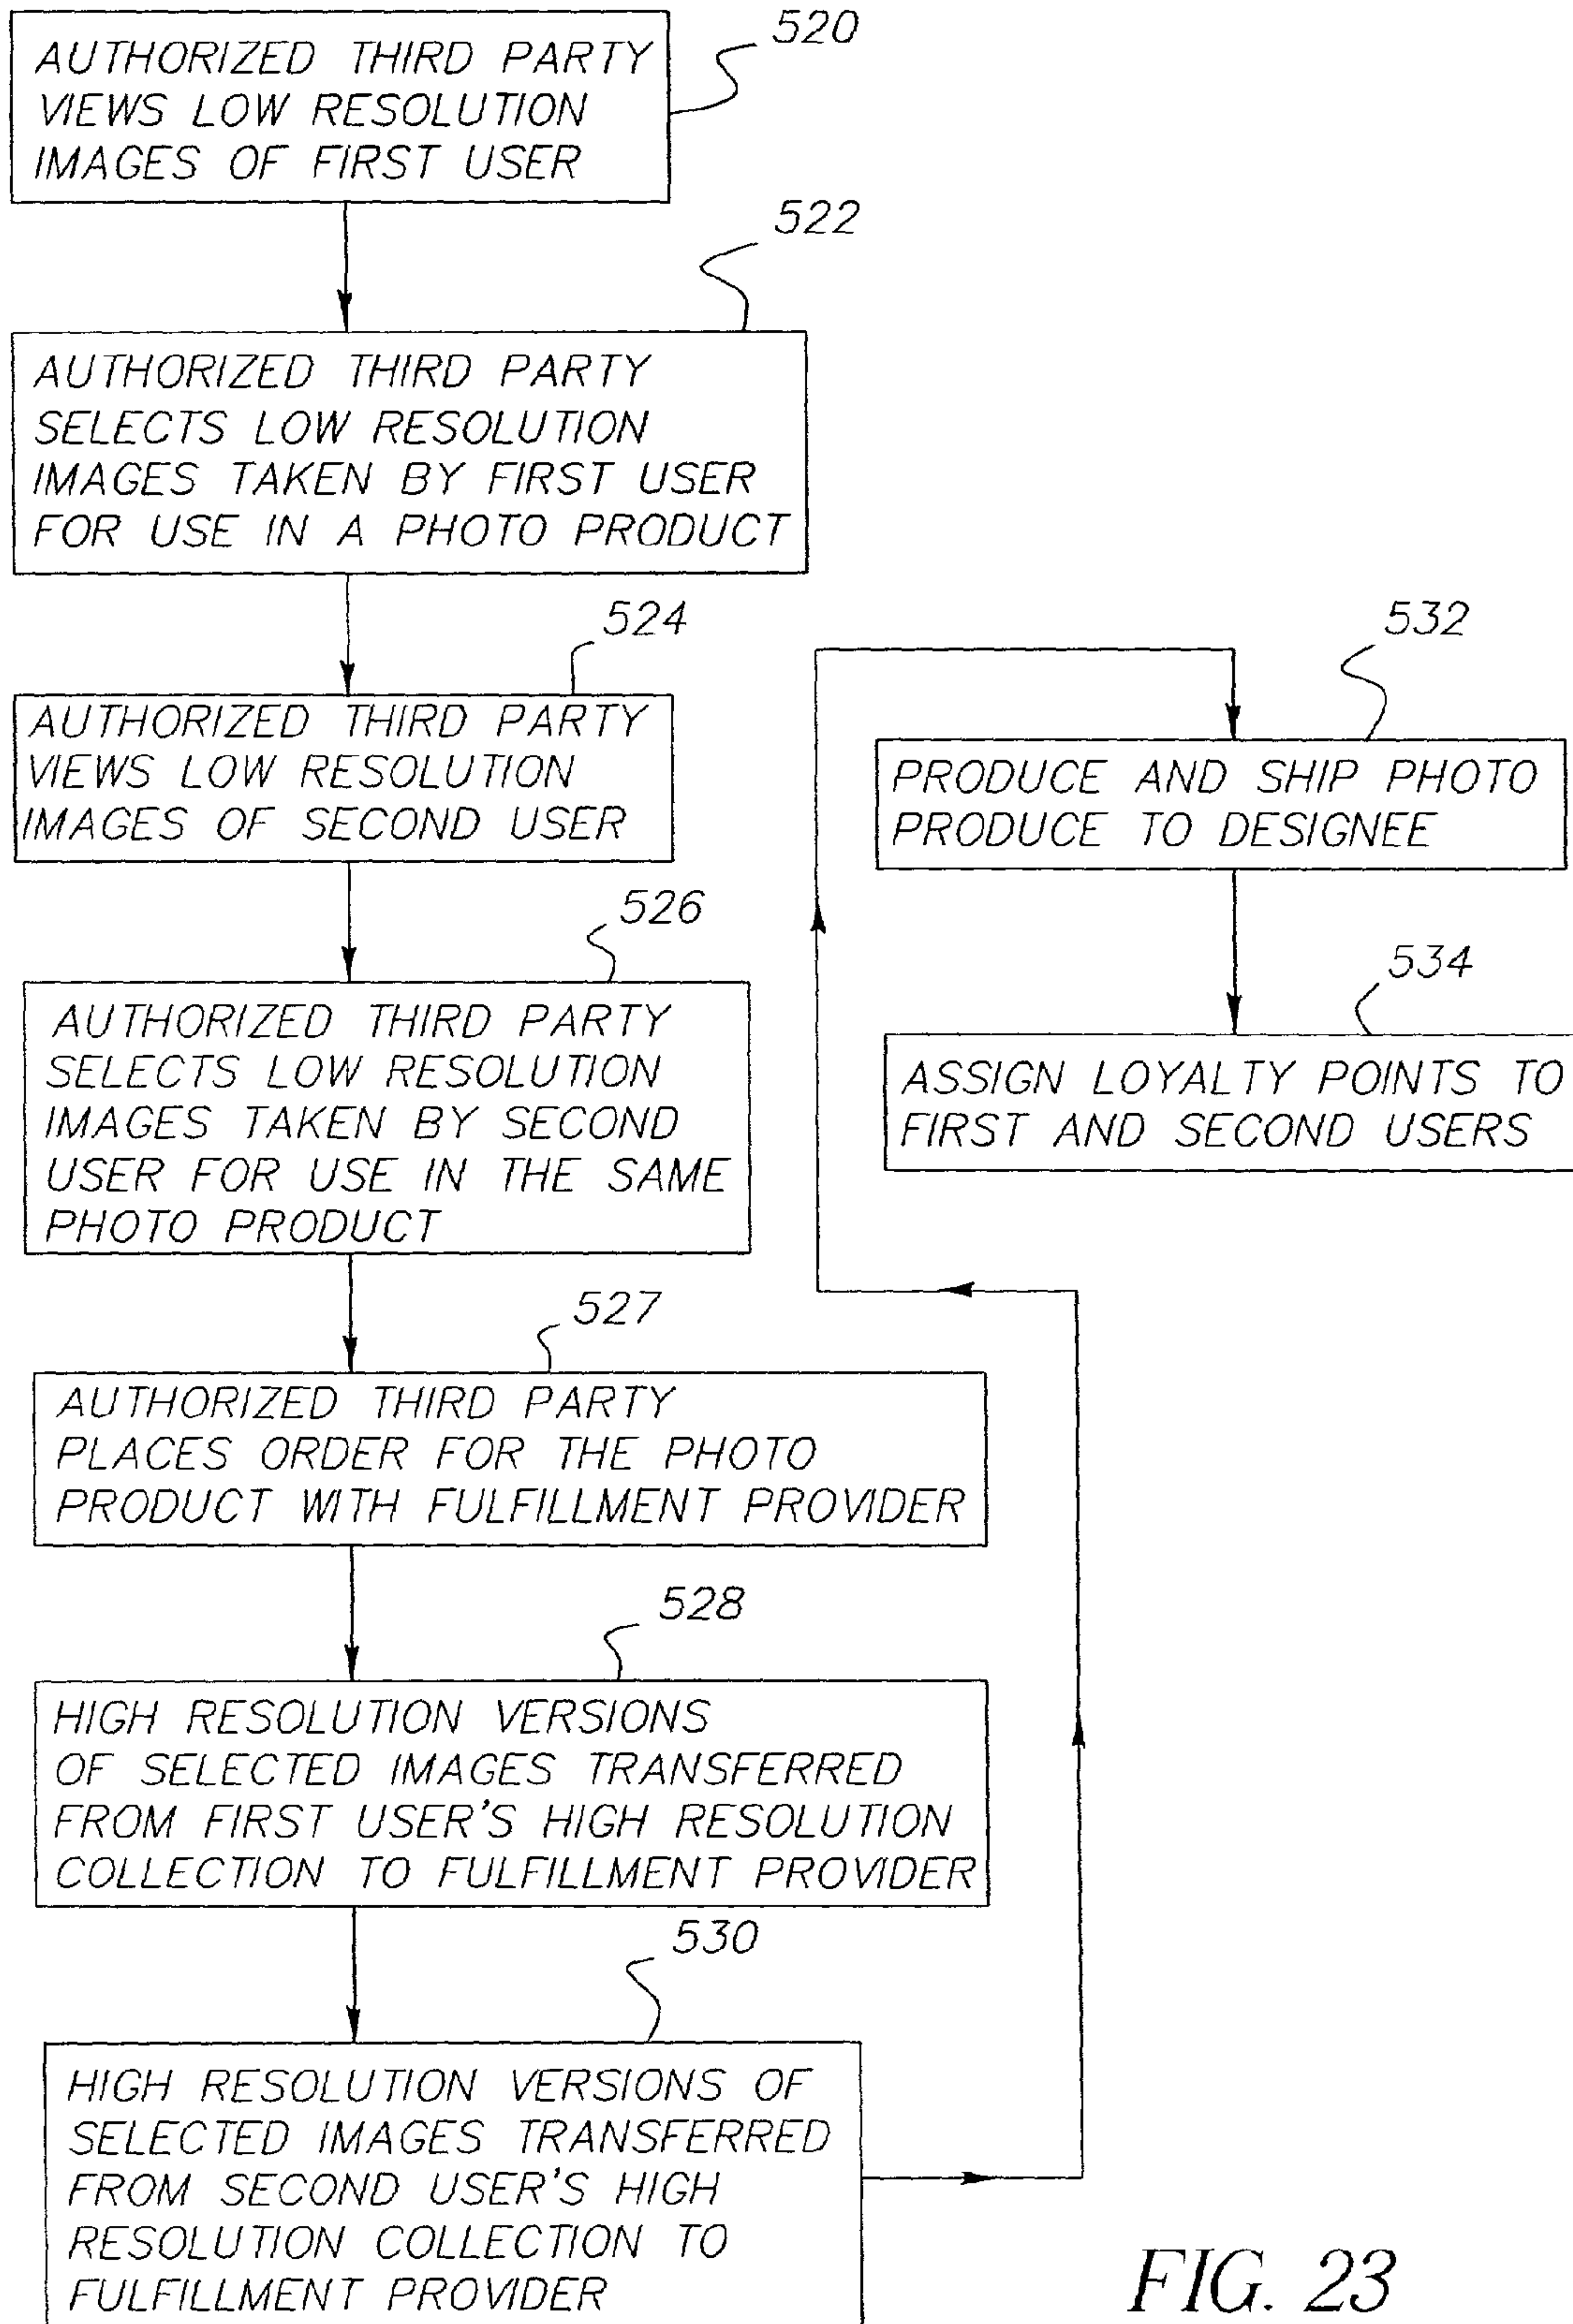 520
AUTHORIZED THIRD PARTY
VIEWS LOW RESOLUTION
IMAGES OF FIRST USER
522
AUTHORIZED THIRD PARTY
SELECTS LOW RESOLUTION
IMAGES TAKEN BY FIRST USER
FOR USE IN A PHOTO PRODUCT
524
AUTHORIZED THIRD PARTY
VIEWS LOW RESOLUTION
IMAGES OF SECOND USER
526
AUTHORIZED THIRD PARTY
SELECTS LOW RESOLUTION
IMAGES TAKEN BY SECOND
USER FOR USE IN THE SAME
PHOTO PRODUCT
527
AUTHORIZED THIRD PARTY
PLACES ORDER FOR THE PHOTO
PRODUCT WITH FULFILLMENT PROVIDER
528
HIGH RESOLUTION VERSIONS
OF SELECTED IMAGES TRANSFERRED
FROM FIRST USER'S HIGH RESOLUTION
COLLECTION TO FULFILLMENT PROVIDER
530
HIGH RESOLUTION VERSIONS OF
SELECTED IMAGES TRANSFERRED
FROM SECOND USER'S HIGH
RESOLUTION COLLECTION TO
FULFILLMENT PROVIDER
532
PRODUCE AND SHIP PHOTO
PRODUCE TO DESIGNEE
534
ASSIGN LOYALTY POINTS TO
FIRST AND SECOND USERS
FIG. 23